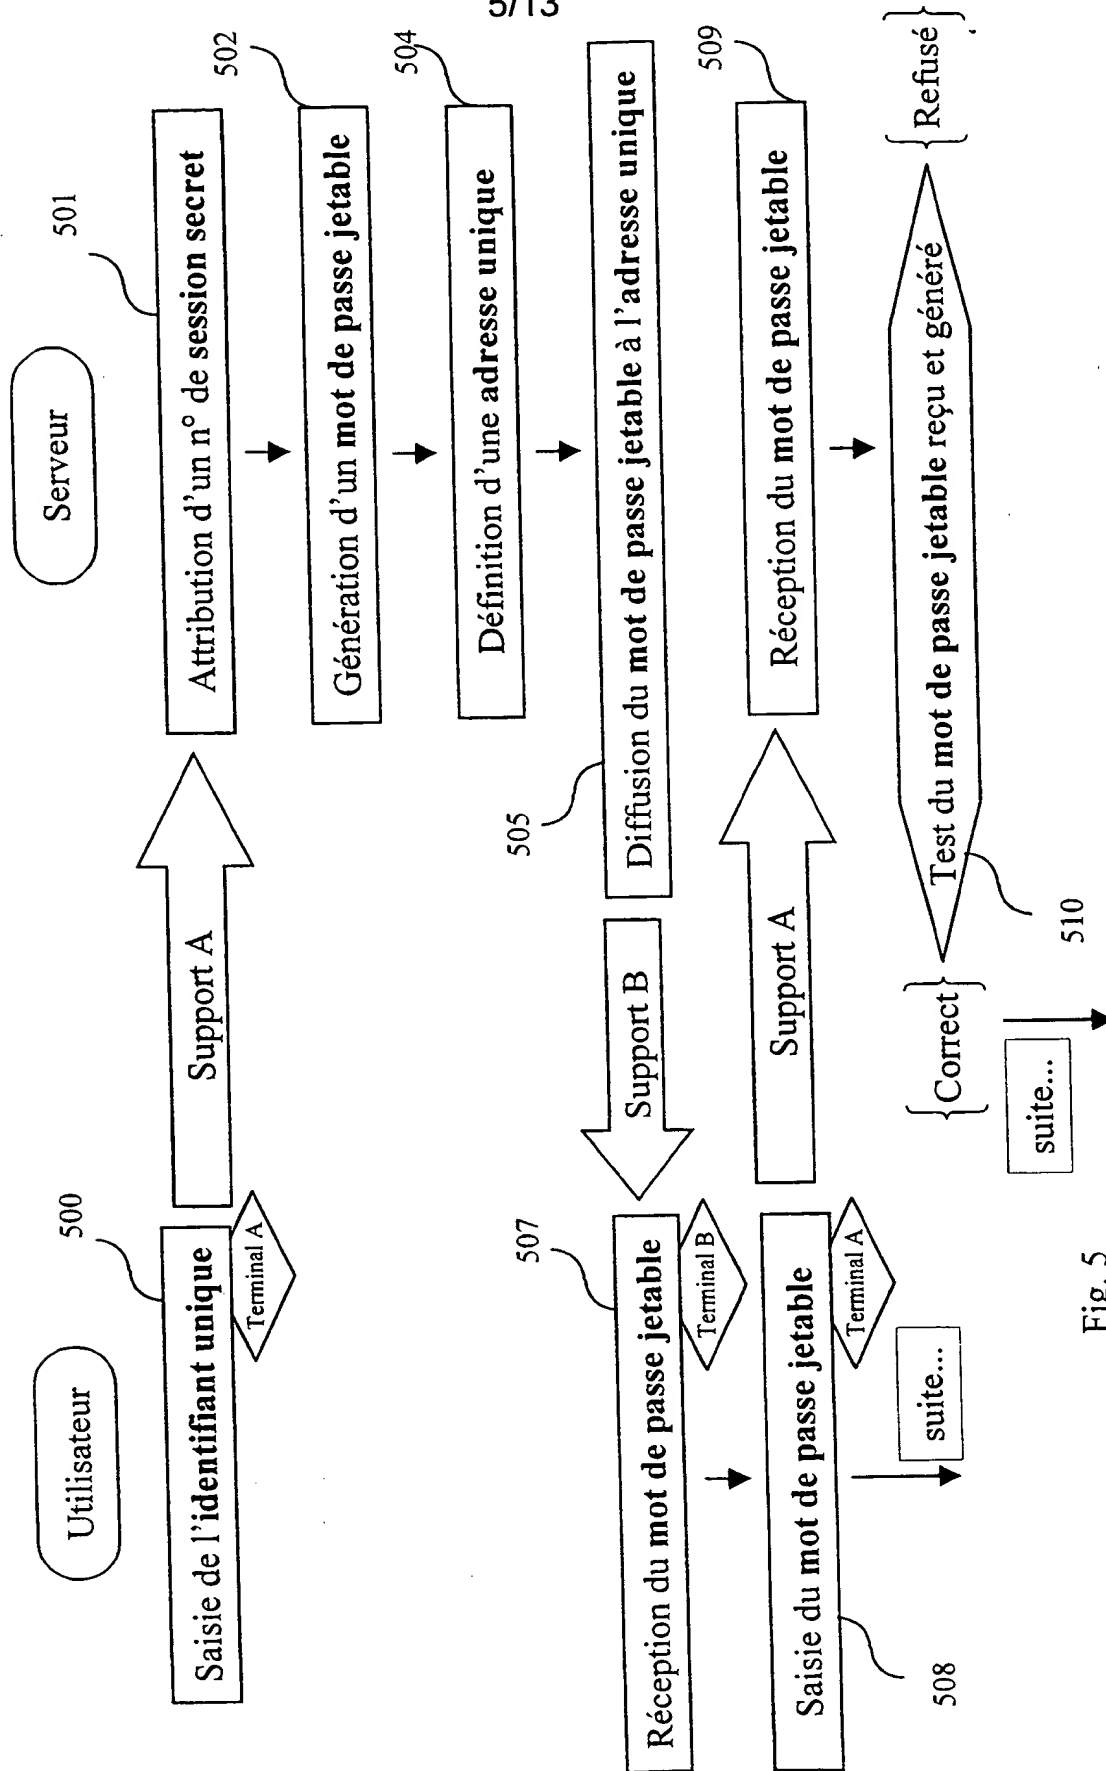 5/13
Utilisateur
Serveur
500
Saisie de l'identifiant unique
Terminal A
Support A
501
Attribution d'un n° de session secret
502
Génération d'un mot de passe jetable
504
Définition d'une adresse unique
505
Diffusion du mot de passe jetable à l'adresse unique
Support B
507
Réception du mot de passe jetable
Terminal B
Saisie du mot de passe jetable
508
Terminal A
Support A
509
Réception du mot de passe jetable
suite...
Test du mot de passe jetable reçu et généré
510
{Correct}
{Refusé}
suite...
Fig. 5